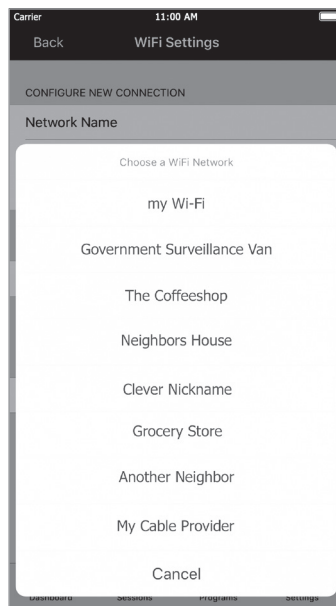 Carrier 11:00 AM
Back WiFi Settings
CONFIGURE NEW CONNECTION
Network Name
Choose a WiFi Network
my Wi-Fi
Government Surveillance Van
The Coffeeshop
Neighbors House
Clever Nickname
Grocery Store
Another Neighbor
My Cable Provider
Cancel
Dashboard Sessions Programs Settings